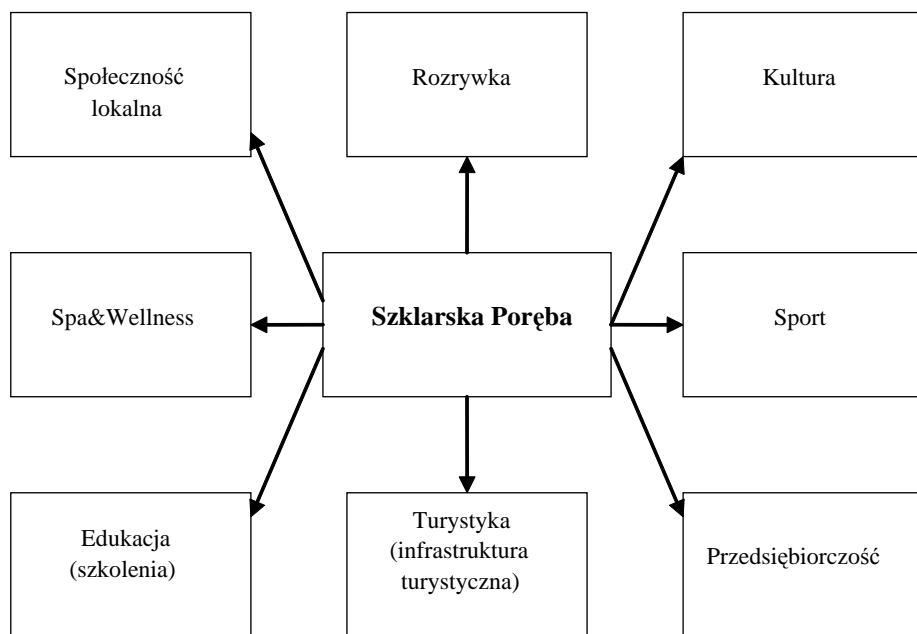 Społeczność
lokalna
Rozrywka
Kultura
Spa&Wellness
Szklarska Poręba
Sport
Edukacja
(szkolenia)
Turystyka
(infrastruktura
turystyczna)
Przedsiębiorczość